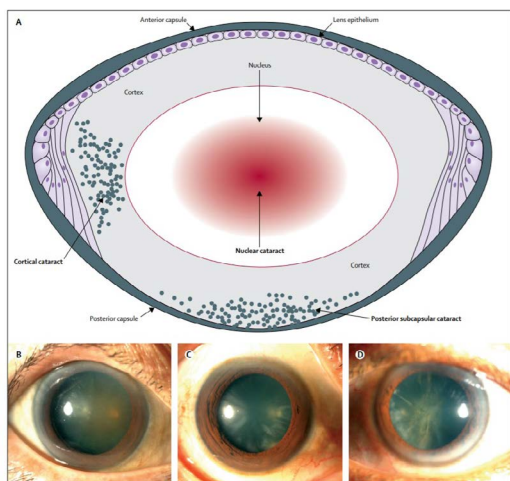 A
Anterior capsule
Lens epithelium
Nucleus
Cortex
Cortical cataract
Nuclear cataract
Cortex
Posterior capsule
Posterior subcapsular cataract
B
C
D